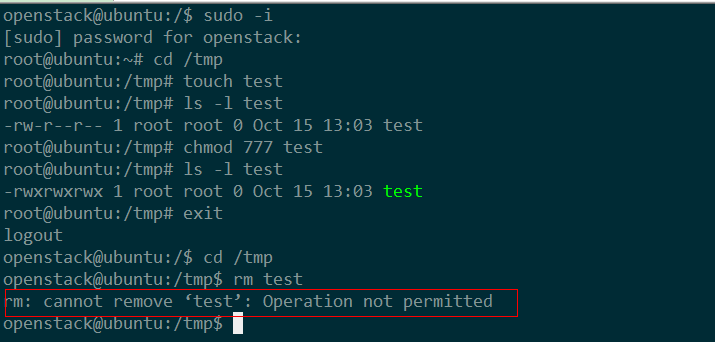 openstack@ubuntu:/$ sudo -i
[sudo] password for openstack:
root@ubuntu:~# cd /tmp
root@ubuntu:/tmp# touch test
root@ubuntu:/tmp# ls -l test
-rw-r--r-- 1 root root 0 Oct 15 13:03 test
root@ubuntu:/tmp# chmod 777 test
root@ubuntu:/tmp# ls -l test
-rwxrwxrwx 1 root root 0 Oct 15 13:03 test
root@ubuntu:/tmp# exit
logout
openstack@ubuntu:/$ cd /tmp
openstack@ubuntu:/tmp$ rm test
rm: cannot remove ‘test’: Operation not permitted
openstack@ubuntu:/tmp$